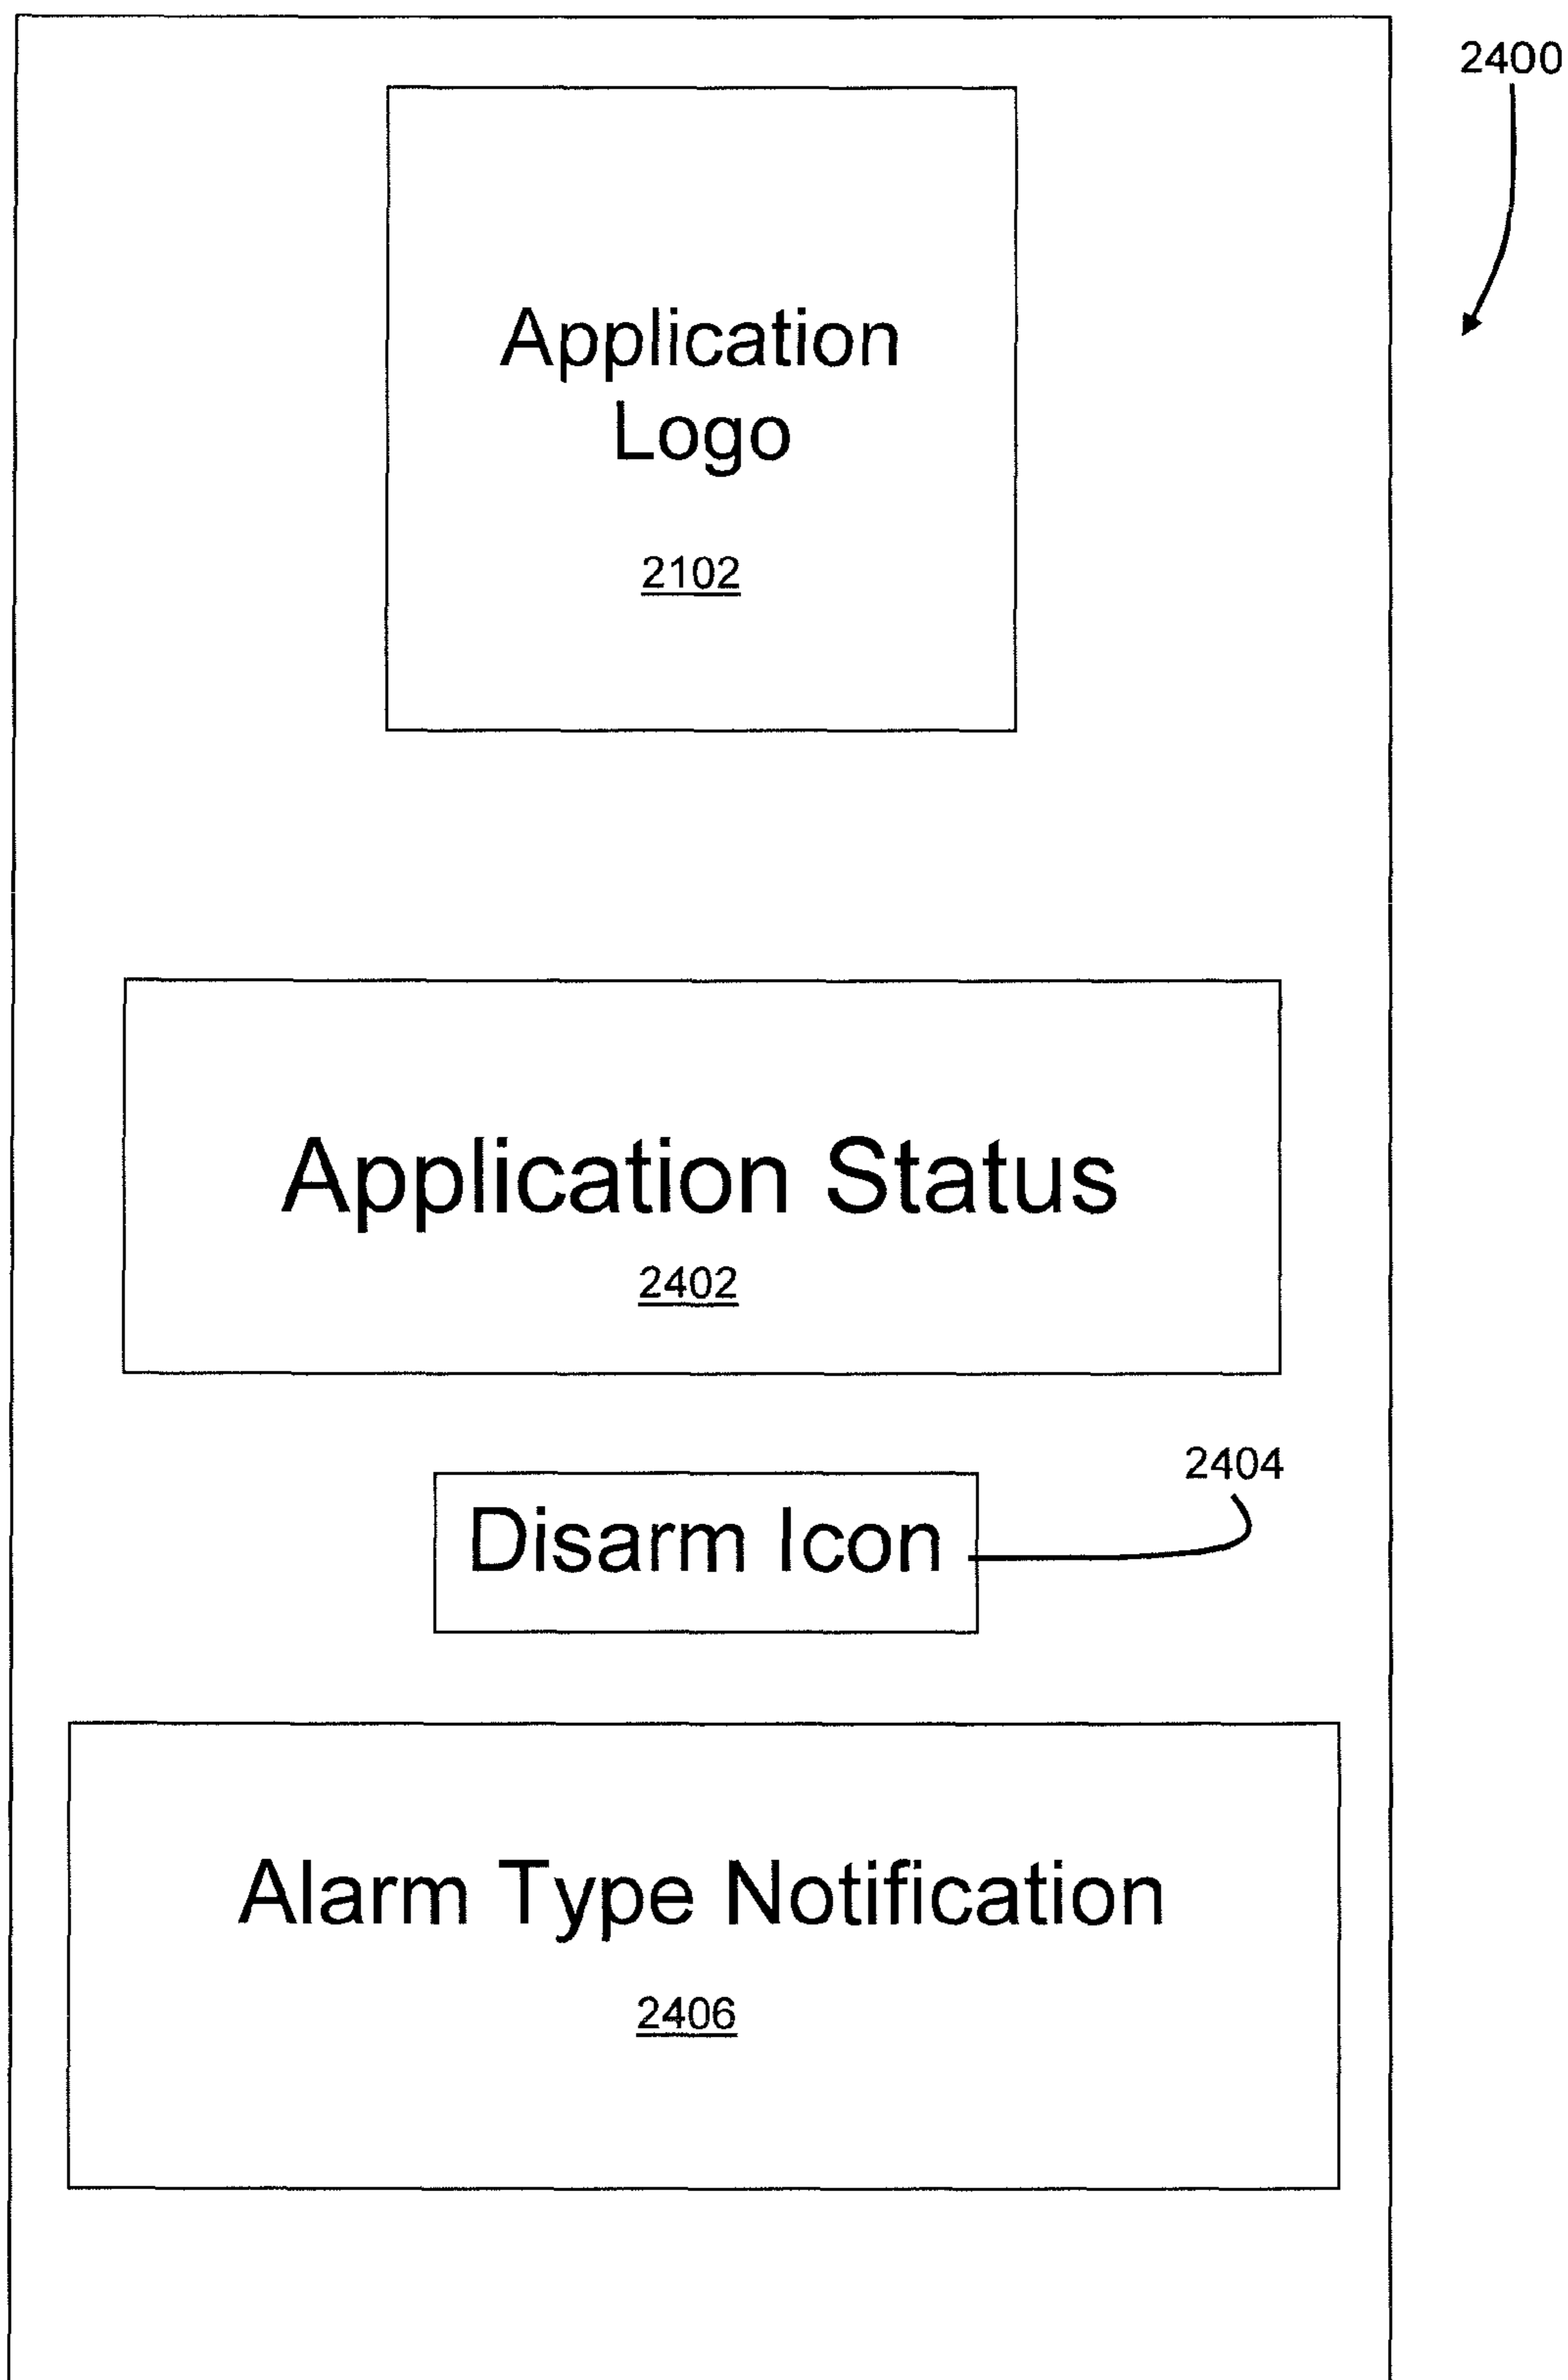 2400
Application
Logo
2102
Application Status
2402
2404
Disarm Icon
Alarm Type Notification
2406